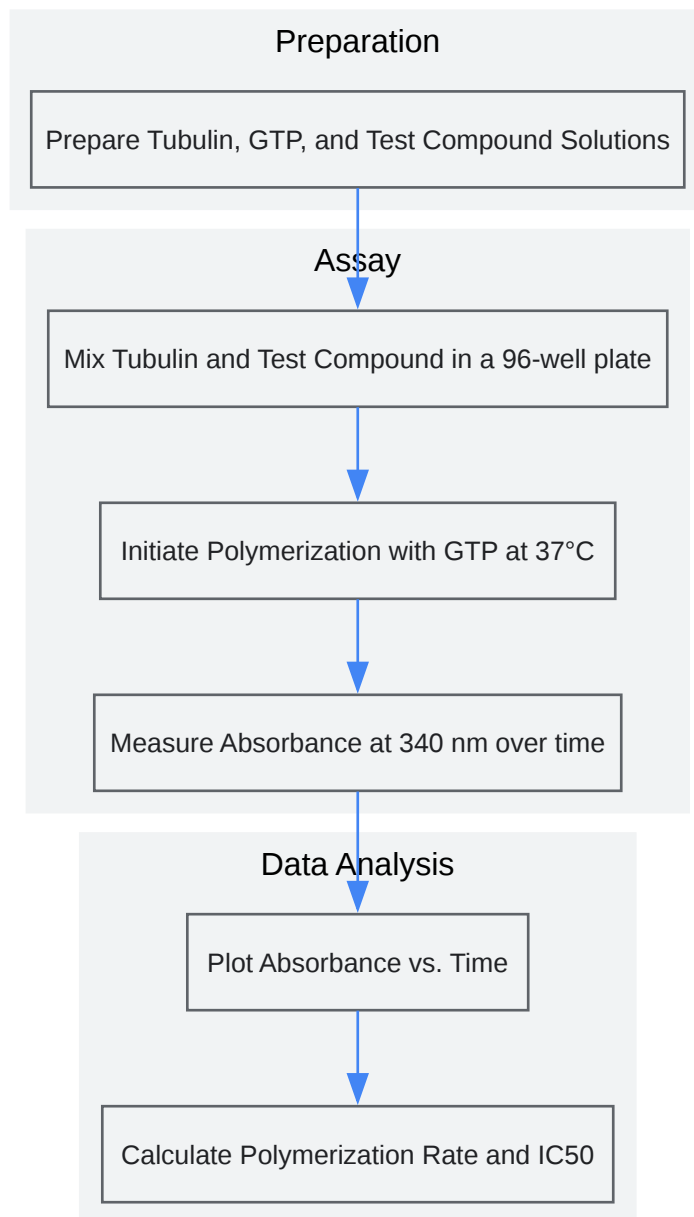 Preparation
Prepare Tubulin, GTP, and Test Compound Solutions
Assay
Mix Tubulin and Test Compound in a 96-well plate
Initiate Polymerization with GTP at 37°C
Measure Absorbance at 340 nm over time
Data Analysis
Plot Absorbance vs. Time
Calculate Polymerization Rate and IC50